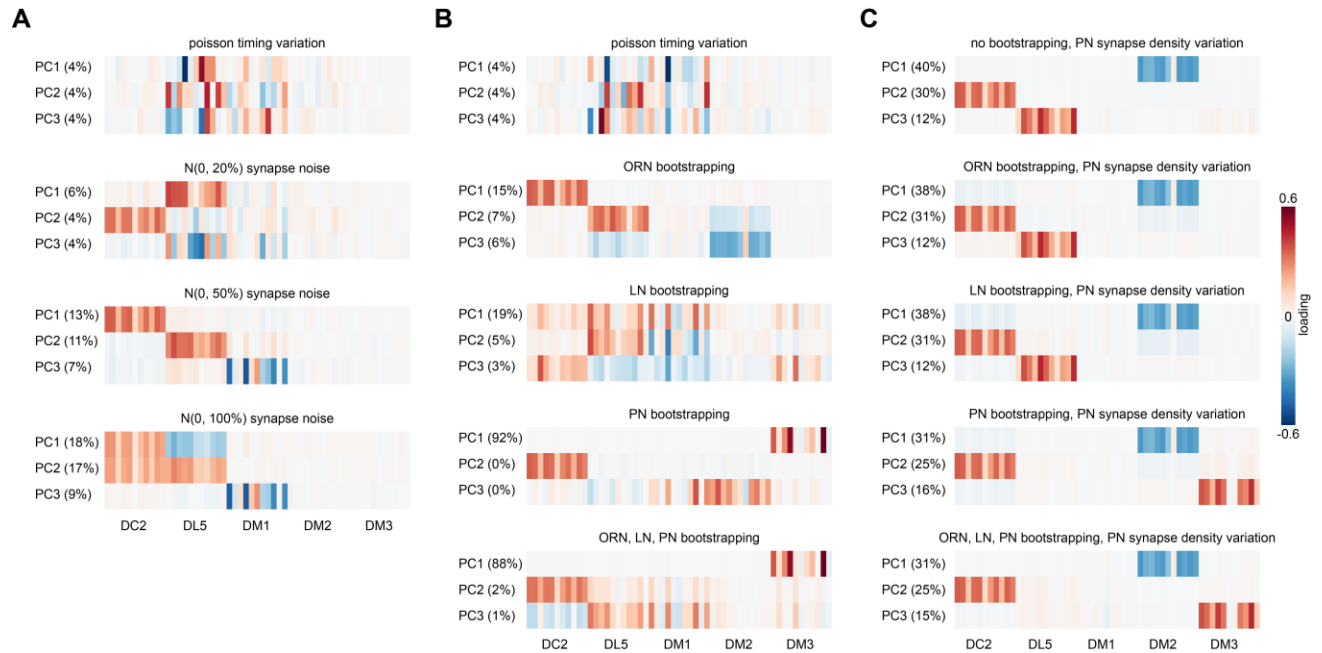 A
poisson timing variation
PC1 (4%)
PC2 (4%)
PC3 (4%)
N(0, 20%) synapse noise
PC1 (6%)
PC2 (4%)
PC3 (4%)
N(0, 50%) synapse noise
PC1 (13%)
PC2 (11%)
PC3 (7%)
N(0, 100%) synapse noise
PC1 (18%)
PC2 (17%)
PC3 (9%)
DC2 DL5 DM1 DM2 DM3
B
poisson timing variation
PC1 (4%)
PC2 (4%)
PC3 (4%)
ORN bootstrapping
PC1 (15%)
PC2 (7%)
PC3 (6%)
LN bootstrapping
PC1 (19%)
PC2 (5%)
PC3 (3%)
PN bootstrapping
PC1 (92%)
PC2 (0%)
PC3 (0%)
ORN, LN, PN bootstrapping
PC1 (88%)
PC2 (2%)
PC3 (1%)
DC2 DL5 DM1 DM2 DM3
C
no bootstrapping, PN synapse density variation
PC1 (40%)
PC2 (30%)
PC3 (12%)
ORN bootstrapping, PN synapse density variation
PC1 (38%)
PC2 (31%)
PC3 (12%)
LN bootstrapping, PN synapse density variation
PC1 (38%)
PC2 (31%)
PC3 (12%)
PN bootstrapping, PN synapse density variation
PC1 (31%)
PC2 (25%)
PC3 (16%)
ORN, LN, PN bootstrapping, PN synapse density variation
PC1 (31%)
PC2 (25%)
PC3 (15%)
DC2 DL5 DM1 DM2 DM3
0.6
0
-0.6
loading